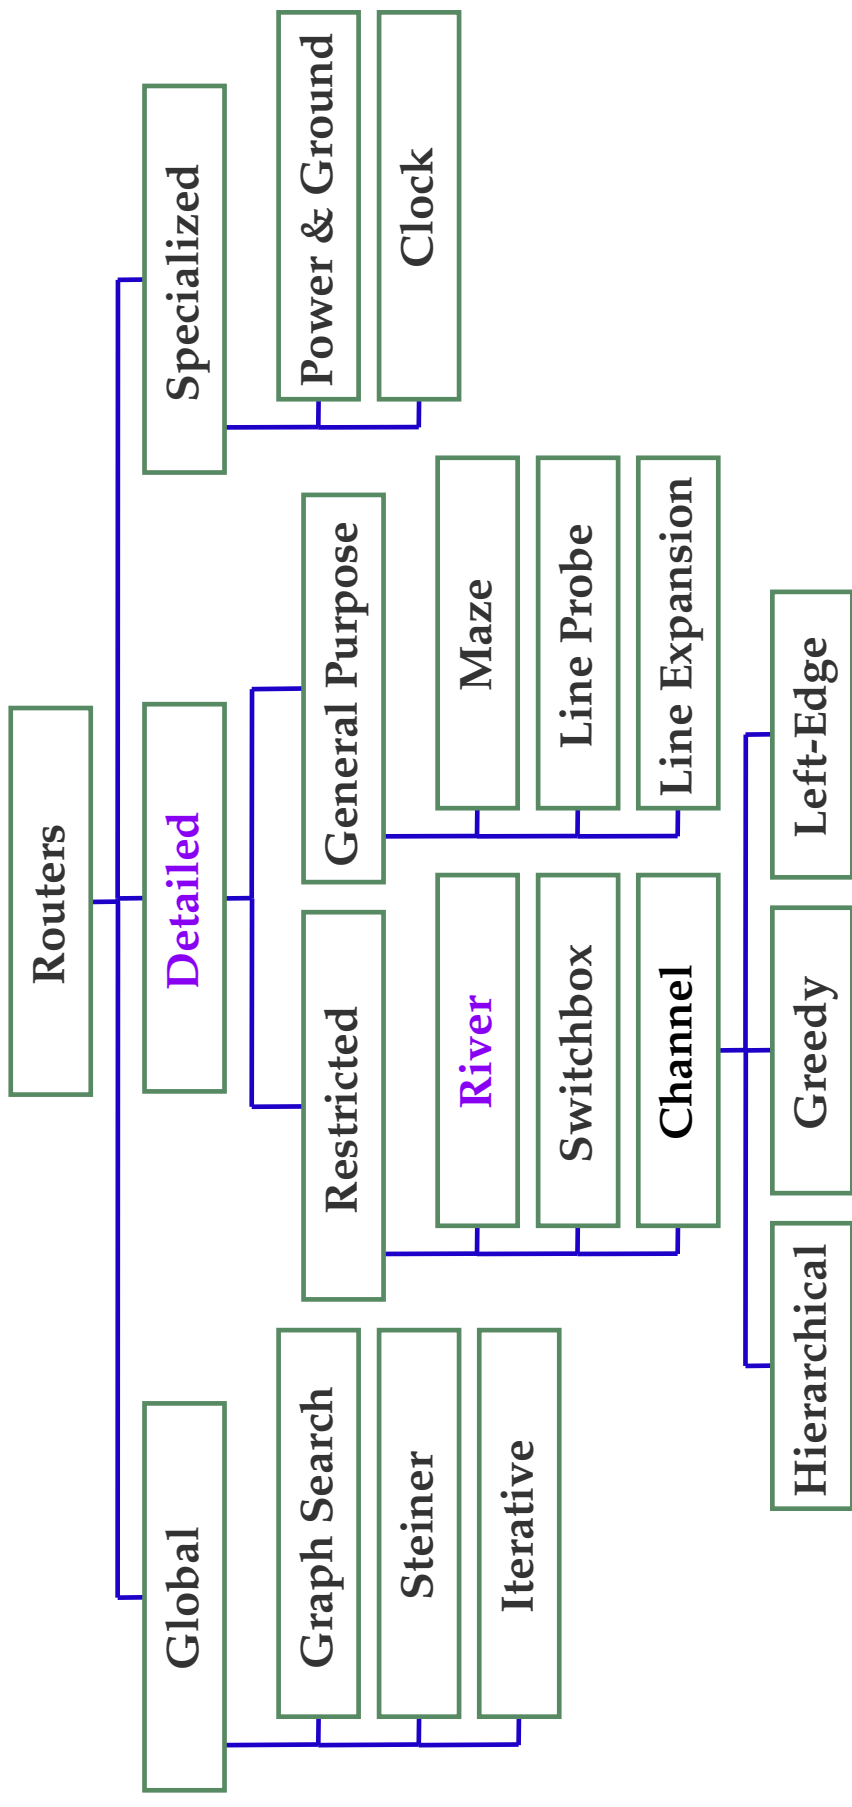 Routers
Global
Detailed
Specialized
Graph Search
Steiner
Iterative
Restricted
General Purpose
Power & Ground
Clock
River
Switchbox
Channel
Maze
Line Probe
Line Expansion
Hierarchical
Greedy
Left-Edge